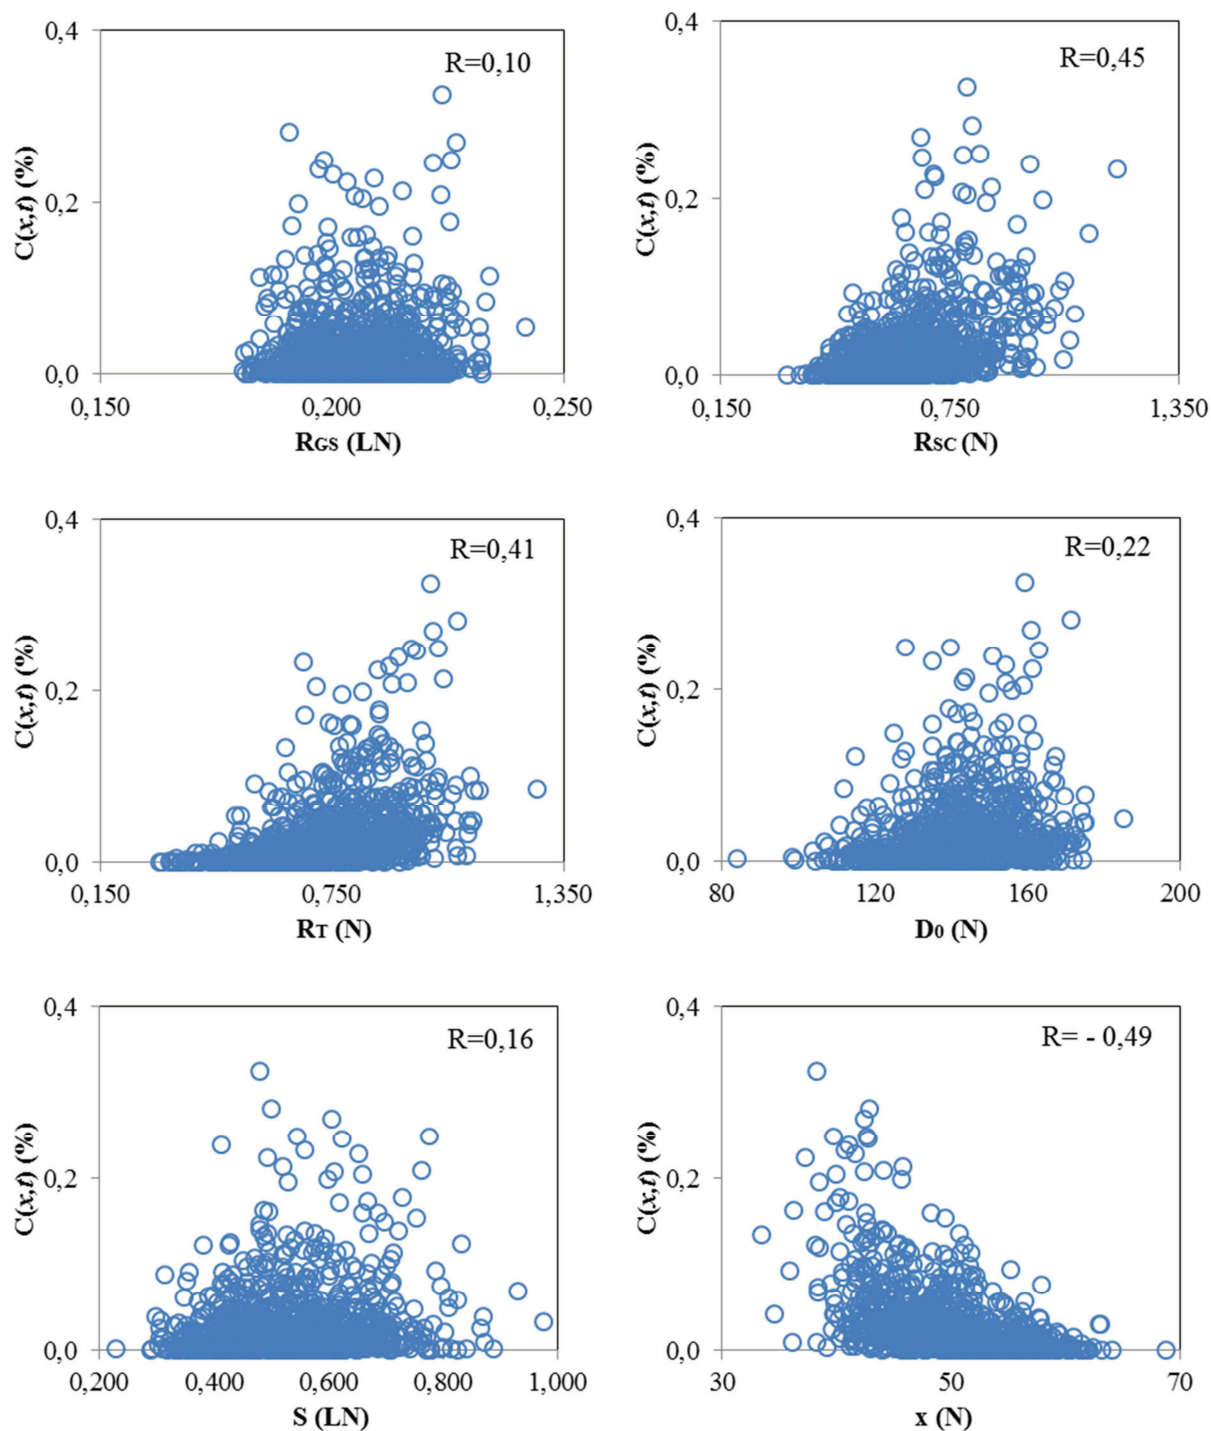 0,4
R=0,10
C(x,t) (%)
0,2
0,0
0,150
0,200
0,250
RGS (LN)
0,4
R=0,45
C(x,t) (%)
0,2
0,0
0,150
0,750
1,350
RSC (N)
0,4
R=0,41
C(x,t) (%)
0,2
0,0
0,150
0,750
1,350
RT (N)
0,4
R=0,22
C(x,t) (%)
0,2
0,0
80
120
160
200
D0 (N)
0,4
R=0,16
C(x,t) (%)
0,2
0,0
0,200
0,400
0,600
0,800
1,000
S (LN)
0,4
R= - 0,49
C(x,t) (%)
0,2
0,0
30
50
70
x (N)